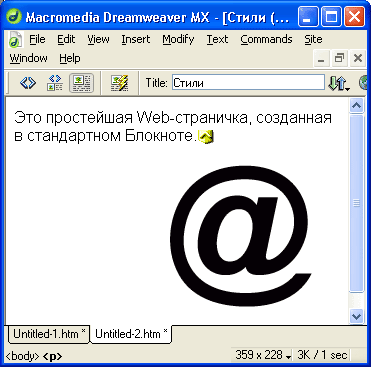 Macromedia Dreamweaver MX - [Стили (...
File Edit View Insert Modify Text Commands Site
Window Help
Title: Стили
Это простейшая Web-страничка, созданная
в стандартном Блокноте.
@
Untitled-1.htm* Untitled-2.htm*
<body> <p> 359 x 228 3K / 1 sec